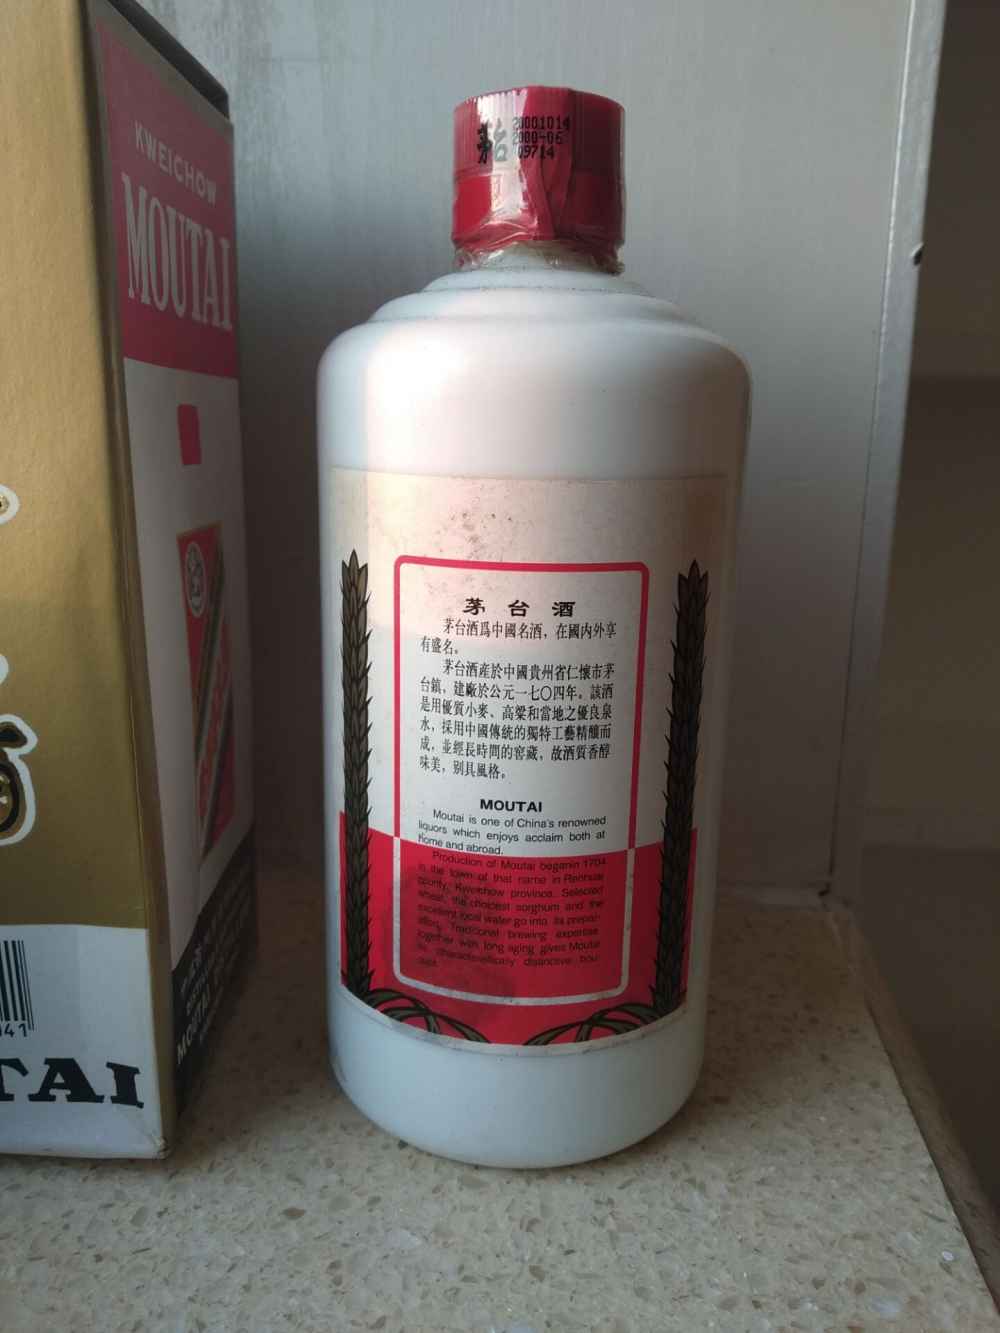 KWEICHOW
MOUTAI
茅台
20001014
2000-06
09714
茅台酒
茅台酒爲中國名酒，在國内外享
有盛名。
茅台酒産於中國貴州省仁懷市茅
台鎮，建廠於公元一七〇四年。該酒
是用優質小麥、高粱和當地之優良泉
水，採用中國傳統的獨特工藝精釀而
成，並經長時間的窖藏，故酒質香醇
味美，别具風格。
MOUTAI
Moutai is one of China's renowned
liquors which enjoys acclaim both at
home and abroad.
Production of Moutai beganin 1704
in the town of that name in Renhuai
county, Kweichow province. Selected
wheat, the choicest sorghum and the
excellent local water go into its prepar-
ation. Traditional brewing expertise
together with long aging gives Moutai
its characteristically distinctive bou-
quet.
41
TAI